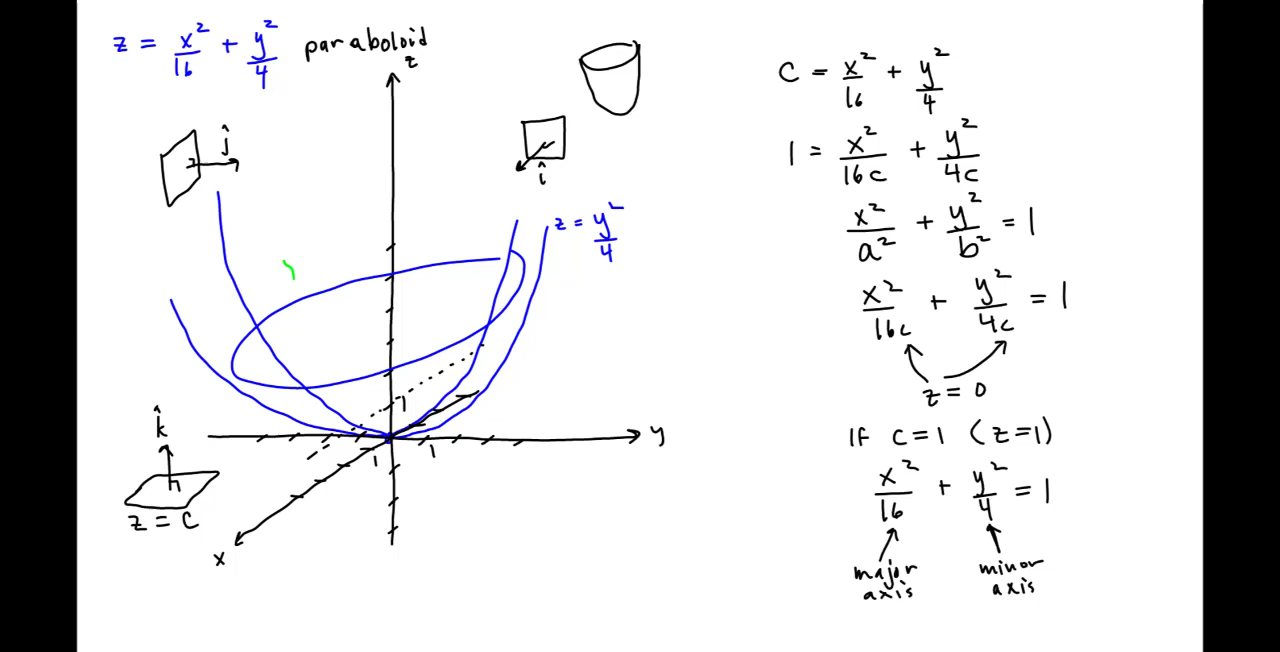 z = x²/16 + y²/4 paraboloid
z
ĵ
î
z = y²/4
1
y
1
1
k̂
z = c
x
C = x²/16 + y²/4
1 = x²/16c + y²/4c
x²/a² + y²/b² = 1
x²/16c + y²/4c = 1
z = 0
If c=1 (z=1)
x²/16 + y²/4 = 1
major axis
minor axis